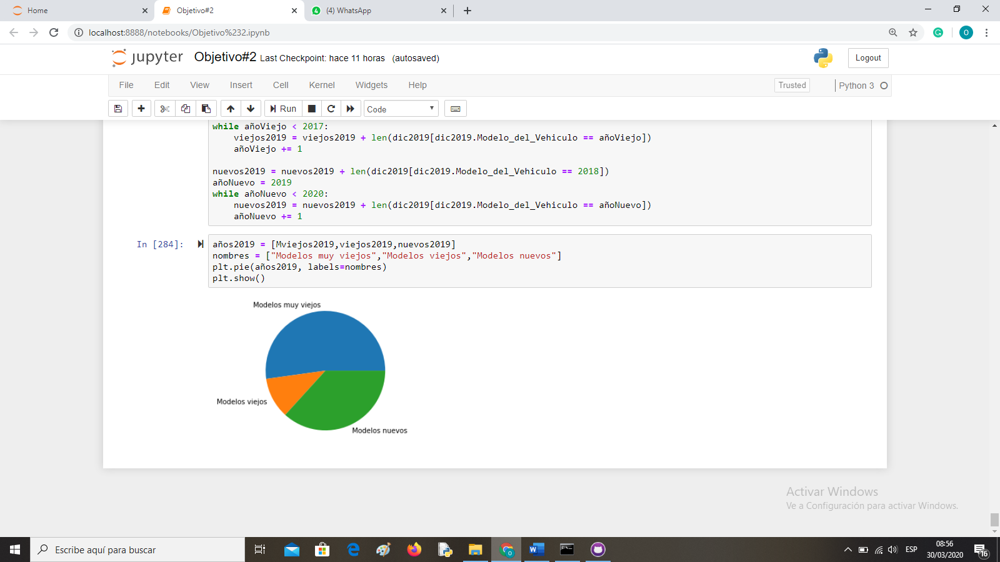 Home
Objetivo#2
(4) WhatsApp
localhost:8888/notebooks/Objetivo%232.ipynb
O
jupyter Objetivo#2 Last Checkpoint: hace 11 horas (autosaved)
Logout
File Edit View Insert Cell Kernel Widgets Help
Trusted
Python 3
Run
Code
while añoViejo < 2017:
    viejos2019 = viejos2019 + len(dic2019[dic2019.Modelo_del_Vehiculo == añoViejo])
    añoViejo += 1
nuevos2019 = nuevos2019 + len(dic2019[dic2019.Modelo_del_Vehiculo == 2018])
añoNuevo = 2019
while añoNuevo < 2020:
    nuevos2019 = nuevos2019 + len(dic2019[dic2019.Modelo_del_Vehiculo == añoNuevo])
    añoNuevo += 1
In [284]:
años2019 = [Mviejos2019,viejos2019,nuevos2019]
nombres = ["Modelos muy viejos","Modelos viejos","Modelos nuevos"]
plt.pie(años2019, labels=nombres)
plt.show()
Modelos muy viejos
Modelos viejos
Modelos nuevos
Activar Windows
Ve a Configuración para activar Windows.
Escribe aquí para buscar
ESP
08:56
30/03/2020
16